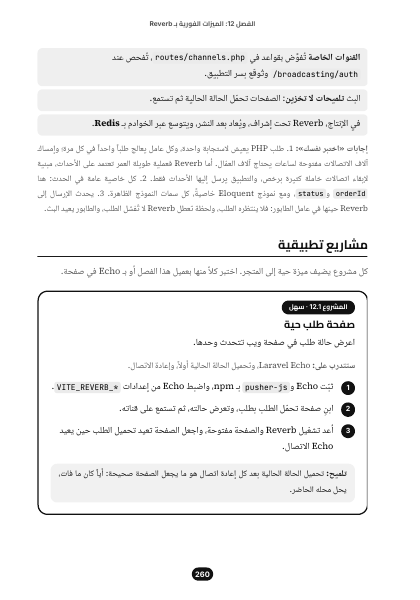 الفصل 12: الميزات الفورية بـ Reverb
القنوات الخاصة تُفوَّض بقواعد في routes/channels.php، تُفحص عند
/broadcasting/auth وتُوقع بسر التطبيق.
البث تلميحات لا تخزين: الصفحات تحمّل الحالة الحالية ثم تستمع.
في الإنتاج، Reverb تحت إشراف، ويُعاد بعد النشر، ويتوسع عبر الخوادم بـ Redis.
إجابات «اختبر نفسك»: 1. طلب PHP يعيش لاستجابة واحدة، وكل عامل يعالج طلباً واحداً في كل مرة؛ وإمساك
آلاف الاتصالات مفتوحة لساعات يحتاج آلاف العمّال. أما Reverb فعملية طويلة العمر تعتمد على الأحداث، مبنية
لإبقاء اتصالات خاملة كثيرة برخص، والتطبيق يرسل إليها الأحداث فقط. 2. كل خاصية عامة في الحدث: هنا
orderId و status، ومع نموذج Eloquent خاصيةً، كل سمات النموذج الظاهرة. 3. يحدث الإرسال إلى
Reverb حينها في عامل الطابور: فلا ينتظره الطلب، ولحظة تعطل Reverb لا تُفشل الطلب، والطابور يعيد البث.
مشاريع تطبيقية
كل مشروع يضيف ميزة حية إلى المتجر. اختبر كلاً منها بعميل هذا الفصل أو بـ Echo في صفحة.
المشروع 12.1 · سهل
صفحة طلب حية
اعرض حالة طلب في صفحة ويب تتحدث وحدها.
ستتدرب على: Laravel Echo، وتحميل الحالة الحالية أولاً، وإعادة الاتصال.
1 ثبّت Echo و pusher-js بـ npm، واضبط Echo من إعدادات VITE_REVERB_*.
2 ابنِ صفحة تحمّل الطلب بطلب، وتعرض حالته، ثم تستمع على قناته.
3 أعد تشغيل Reverb والصفحة مفتوحة، واجعل الصفحة تعيد تحميل الطلب حين يعيد
Echo الاتصال.
تلميح: تحميل الحالة الحالية بعد كل إعادة اتصال هو ما يجعل الصفحة صحيحة: أياً كان ما فات،
يحل محله الحاضر.
260